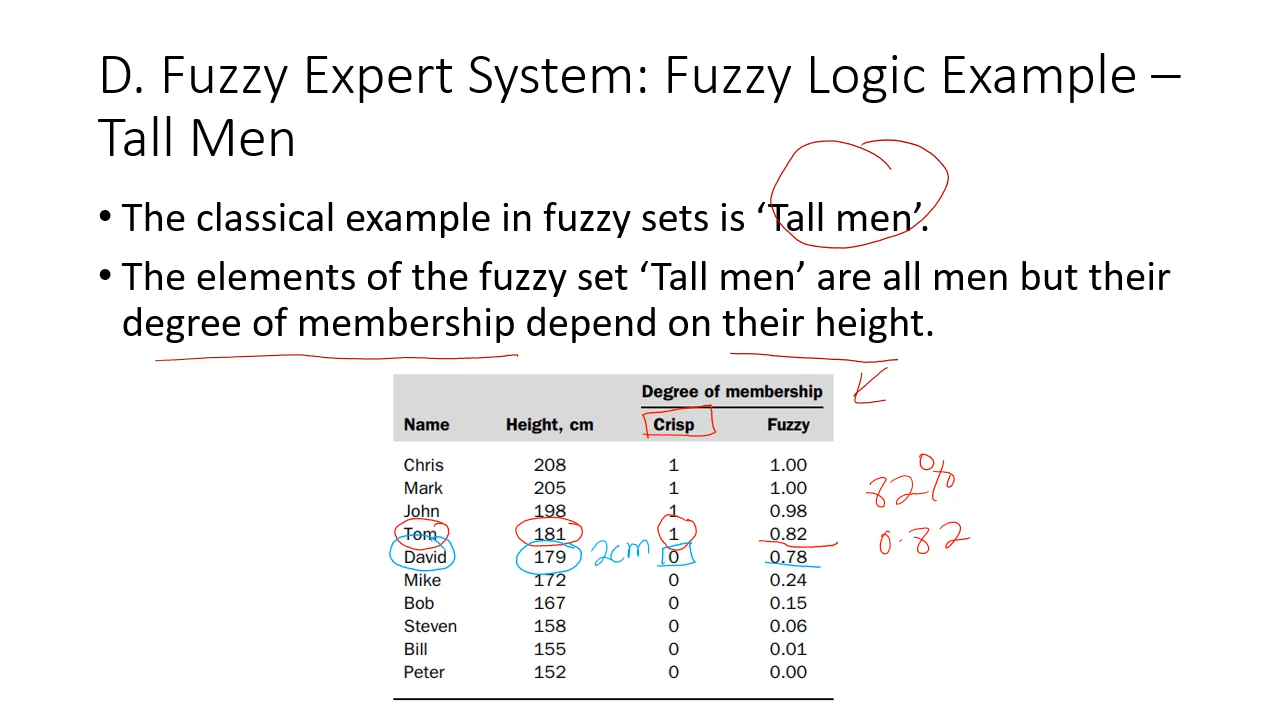 D. Fuzzy Expert System: Fuzzy Logic Example –
Tall Men
• The classical example in fuzzy sets is ‘Tall men’.
• The elements of the fuzzy set ‘Tall men’ are all men but their
degree of membership depend on their height.
Degree of membership
Name Height, cm Crisp Fuzzy
Chris 208 1 1.00
Mark 205 1 1.00
John 198 1 0.98
Tom 181 1 0.82
David 179 0 0.78
Mike 172 0 0.24
Bob 167 0 0.15
Steven 158 0 0.06
Bill 155 0 0.01
Peter 152 0 0.00
82%
0.82
2cm